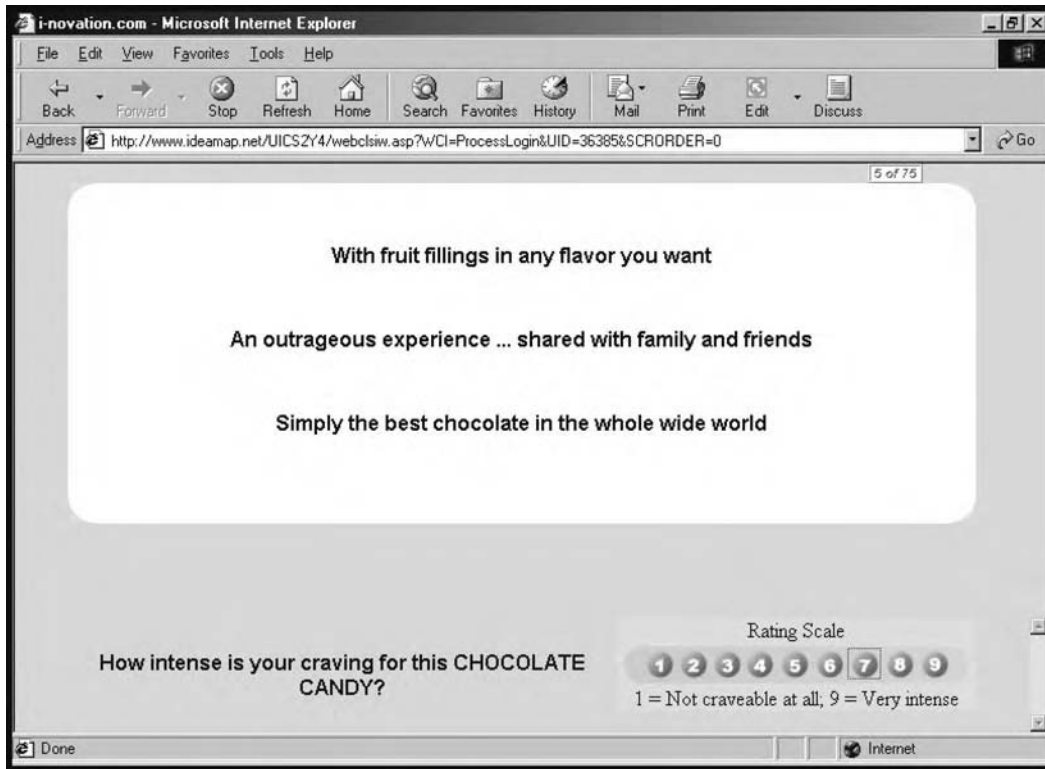 i-novation.com - Microsoft Internet Explorer
File Edit View Favorites Tools Help
Back Forward Stop Refresh Home Search Favorites History Mail Print Edit Discuss
Address http://www.ideamap.net/UICS2Y4/webclsiw.asp?WCI=ProcessLogin&UID=36385&SCRORDER=0 Go
5 of 75
With fruit fillings in any flavor you want
An outrageous experience ... shared with family and friends
Simply the best chocolate in the whole wide world
How intense is your craving for this CHOCOLATE
CANDY?
Rating Scale
1 2 3 4 5 6 7 8 9
1 = Not craveable at all; 9 = Very intense
Done Internet